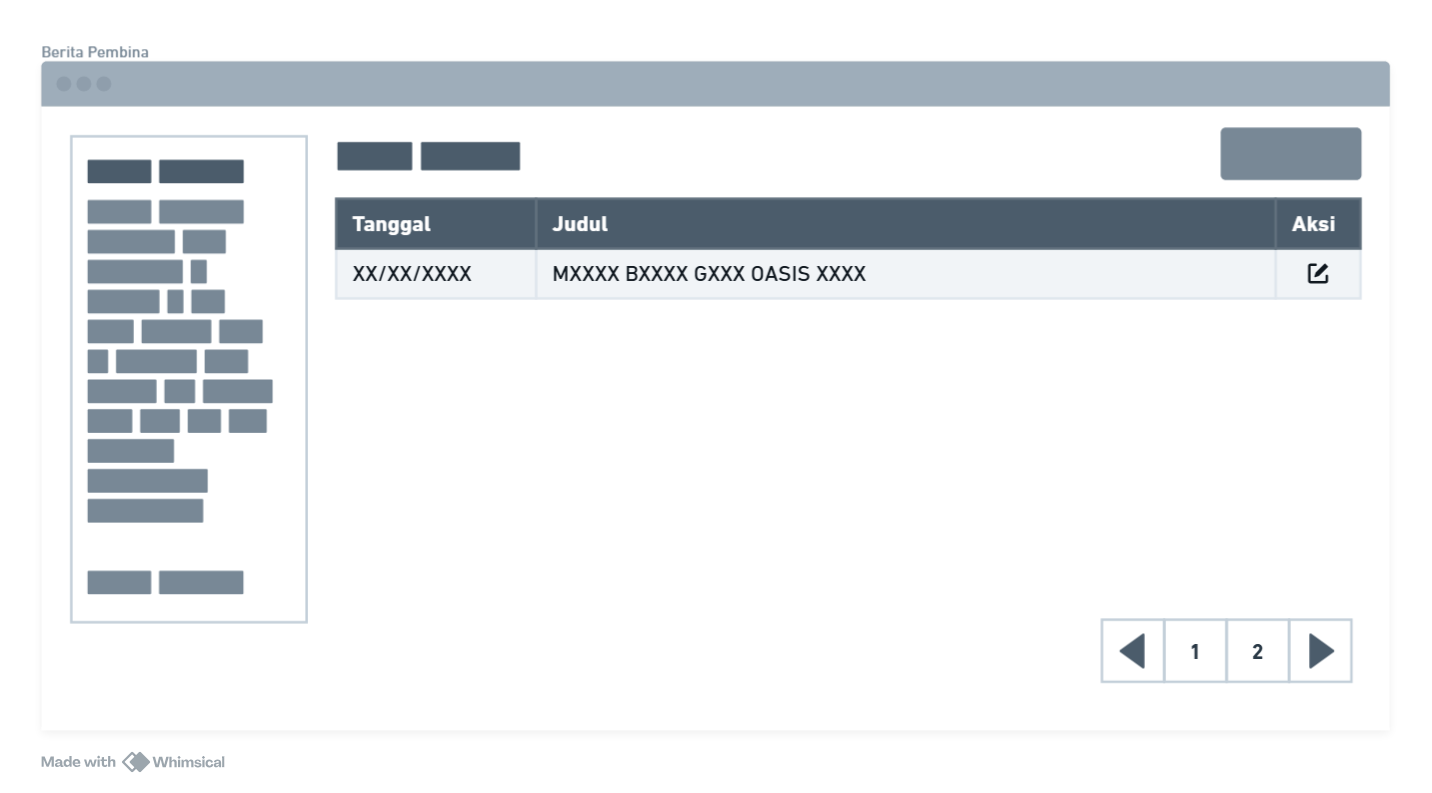 Berita Pembina
Tanggal Judul Aksi
XX/XX/XXXX MXXXX BXXXX GXXX OASIS XXXX
1 2
Made with Whimsical